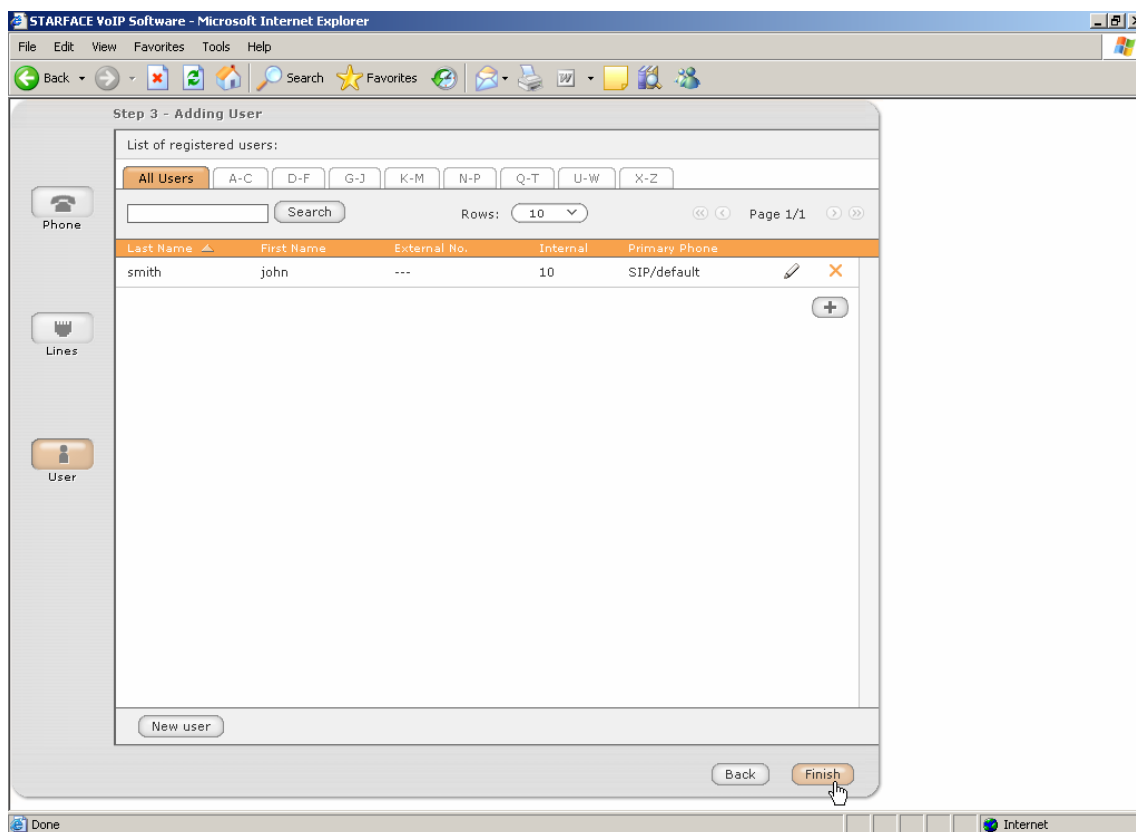 STARFACE VoIP Software - Microsoft Internet Explorer
File Edit View Favorites Tools Help
Back Search Favorites
Step 3 - Adding User
List of registered users:
All Users A-C D-F G-J K-M N-P Q-T U-W X-Z
Search Rows: 10 Page 1/1
Phone
Last Name First Name External No. Internal Primary Phone
smith john --- 10 SIP/default
Lines
User
New user
Back Finish
Done Internet